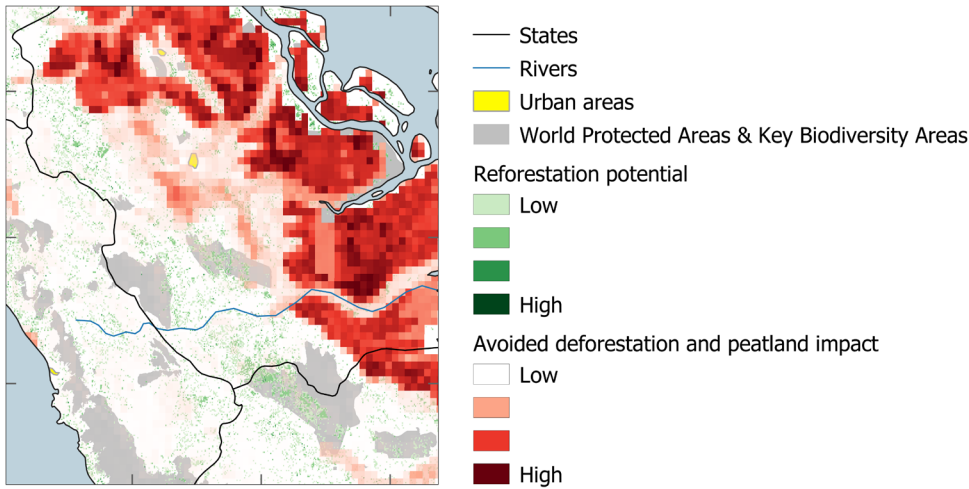 States
Rivers
Urban areas
World Protected Areas & Key Biodiversity Areas
Reforestation potential
Low
High
Avoided deforestation and peatland impact
Low
High